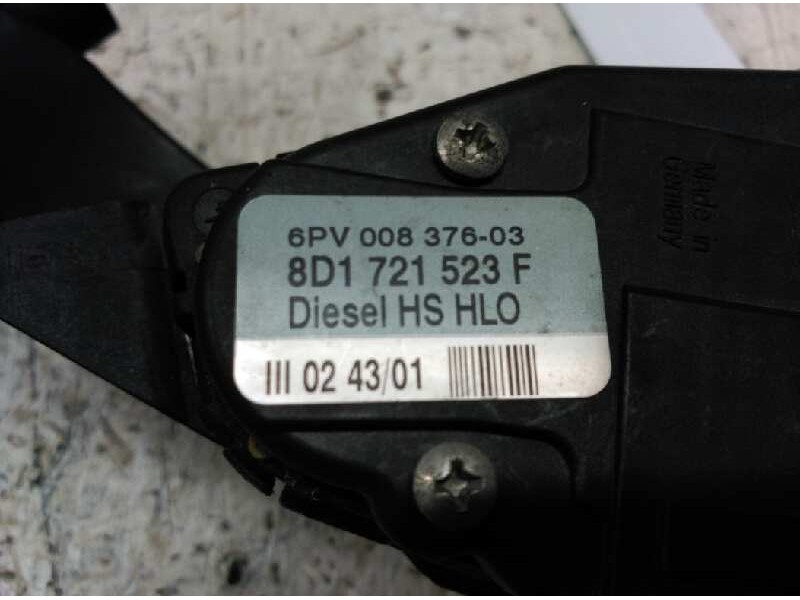 6PV 008 376-03
8D1 721 523 F
Diesel HS HLO
III 02 43/01
Made in
Germany